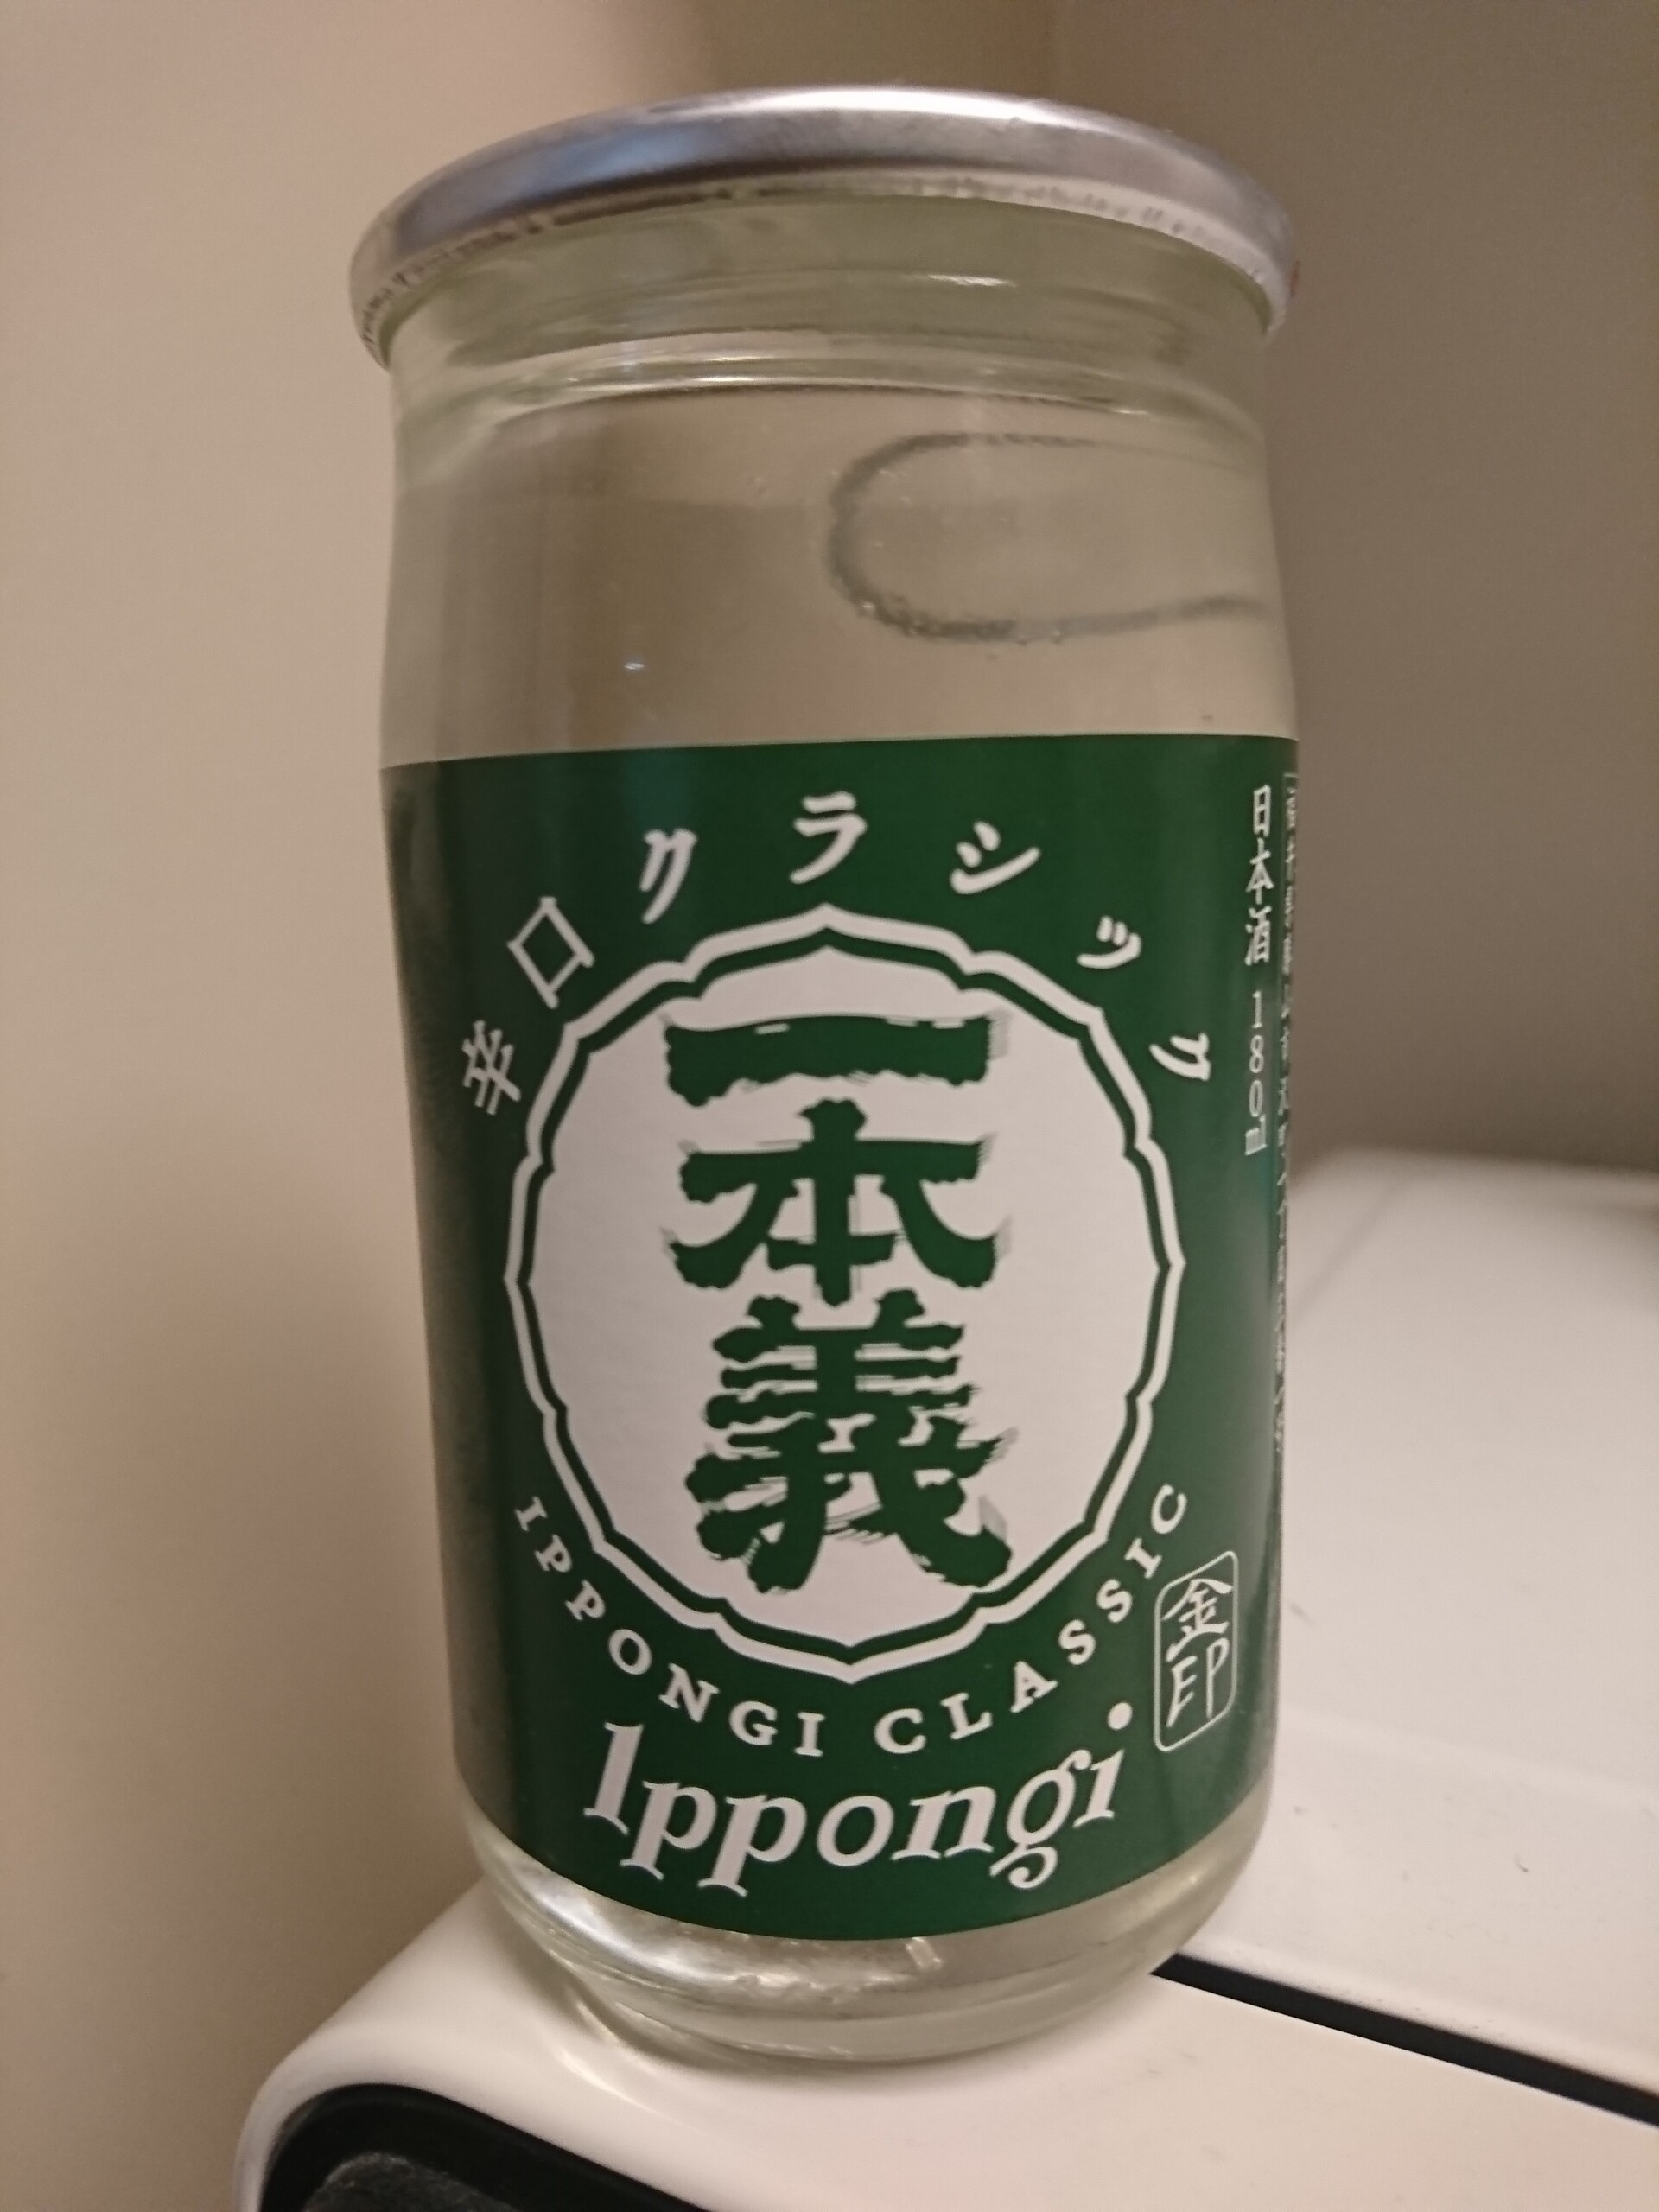 辛口クラシック
一本義
IPPONGI CLASSIC
Ippongi
金印
日本酒 180ml